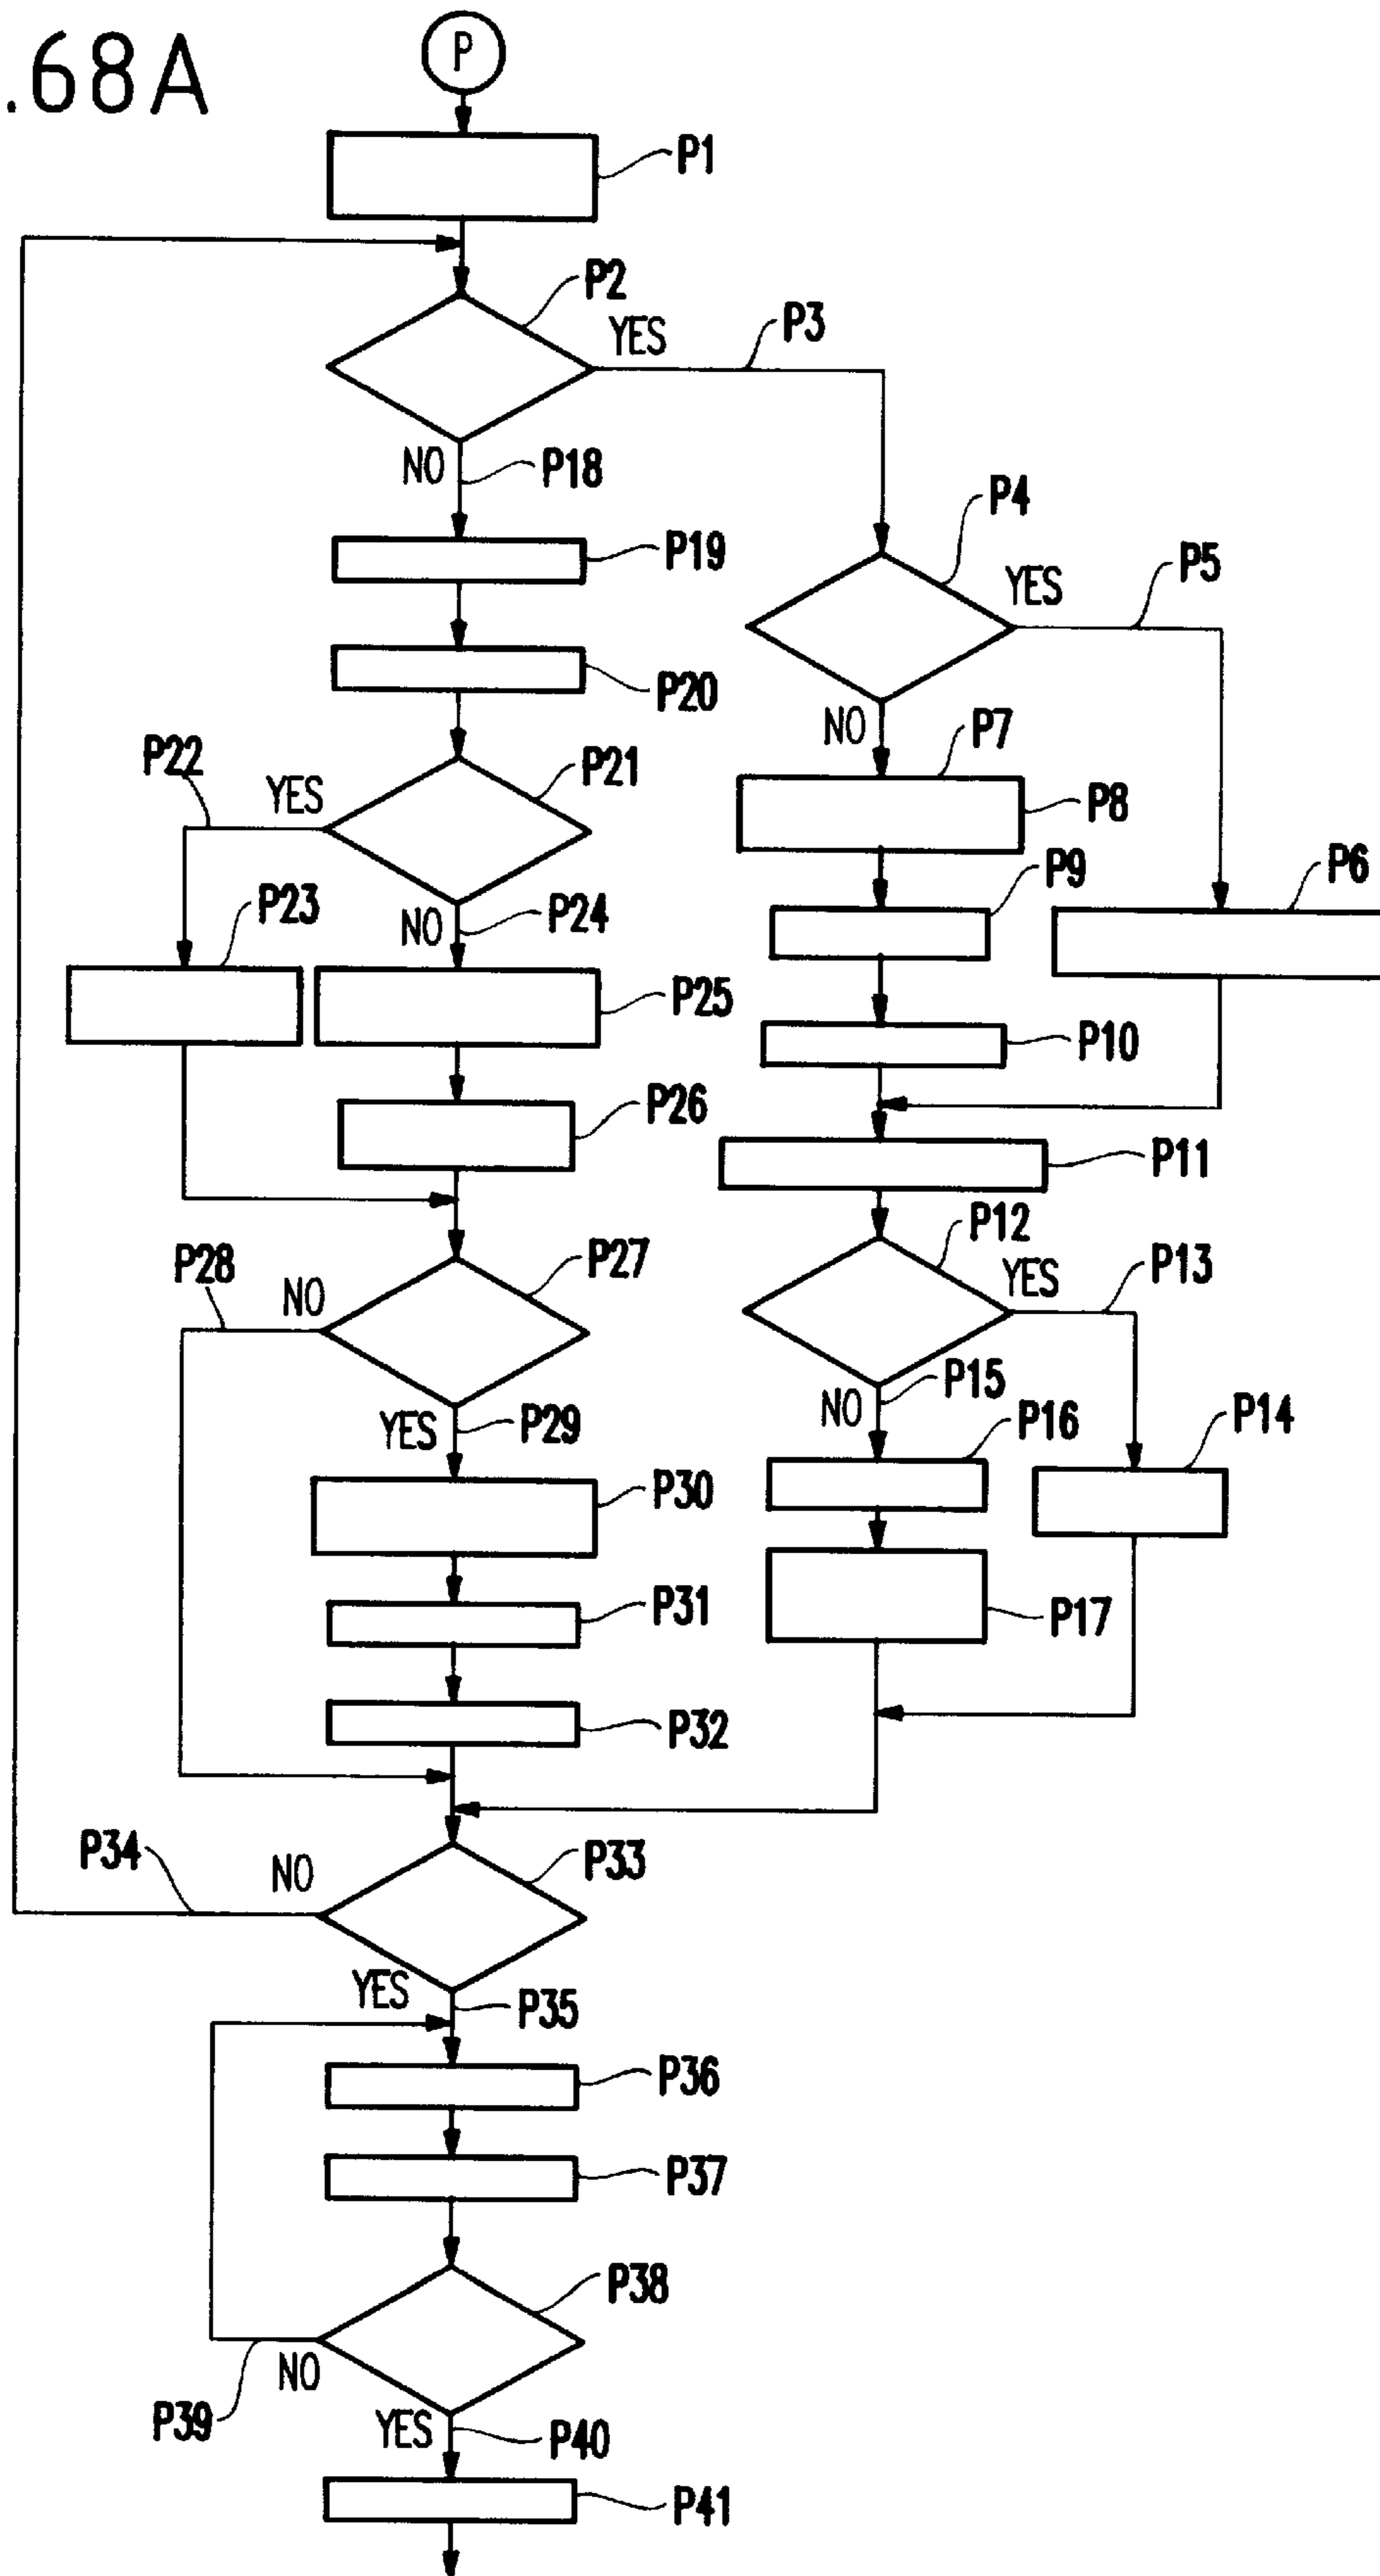 .68A
P
P1
P2
YES
P3
NO
P18
P4
P19
YES
P5
P20
NO
P7
P22
YES
P21
P8
P9
P6
P23
NO
P24
P25
P10
P26
P11
P12
P28
NO
P27
YES
P13
P15
NO
YES
P29
P16
P14
P30
P31
P17
P32
P34
NO
P33
YES
P35
P36
P37
P38
NO
P39
YES
P40
P41